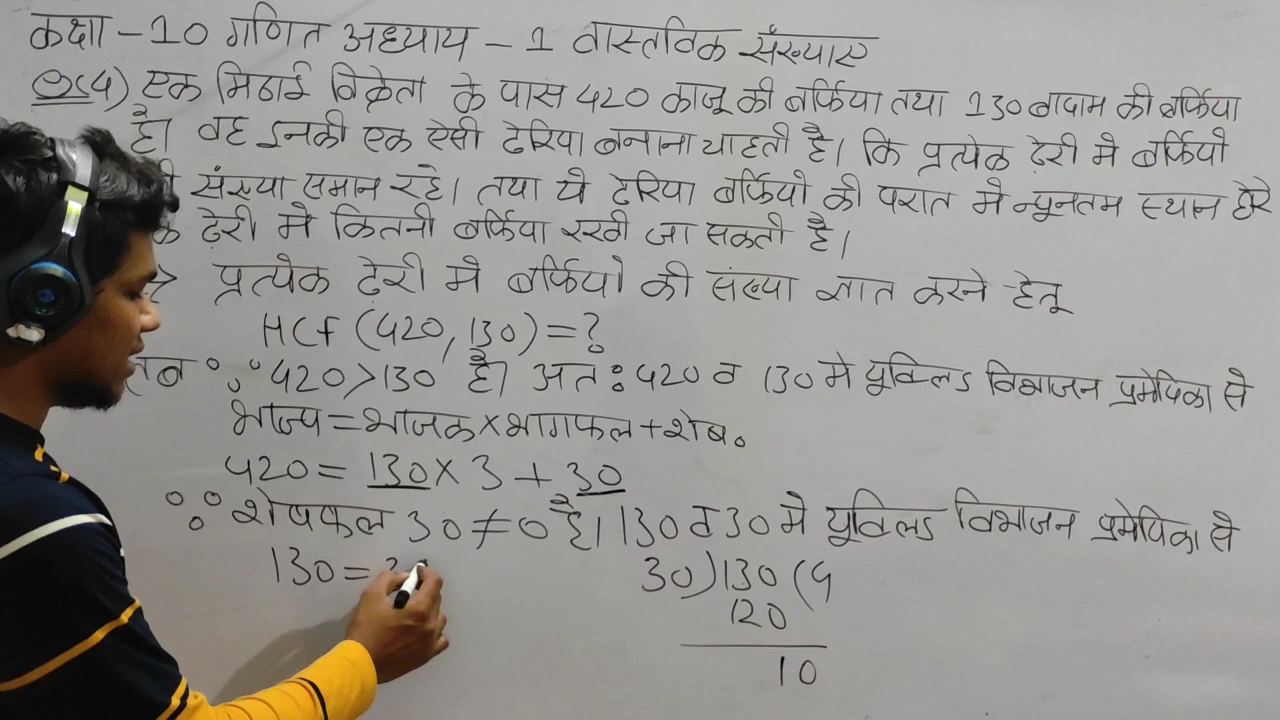 कक्षा - 10 गणित अध्याय - 1 वास्तविक संख्याए
4) एक मिठाई विक्रेता के पास 420 काजू की बर्फिया तथा 130 बादाम की बर्फिया
है। वह इनकी एक ऐसी ढेरिया बनाना चाहती है। कि प्रत्येक ढ़ेरी मे बर्फियो
संख्या समान रहे। तथा ये ढेरिया बर्फियो की परात मे न्यूनतम स्थान घेरे
ढ़ेरी मे कितनी बर्फिया रखी जा सकती है।
प्रत्येक ढ़ेरी मे बर्फियो की संख्या ज्ञात करने हेतू
HCF (420, 130) = ?
∵ 420 > 130 है। अतः 420 व 130 मे यूक्लिड विभाजन प्रमेयिका से
भाज्य = भाजक × भागफल + शेष.
420 = 130 × 3 + 30
∵ शेषफल 30 ≠ 0 है। 130 व 30 मे यूक्लिड विभाजन प्रमेयिका से
130 =
30 ) 130 ( 4
120
10